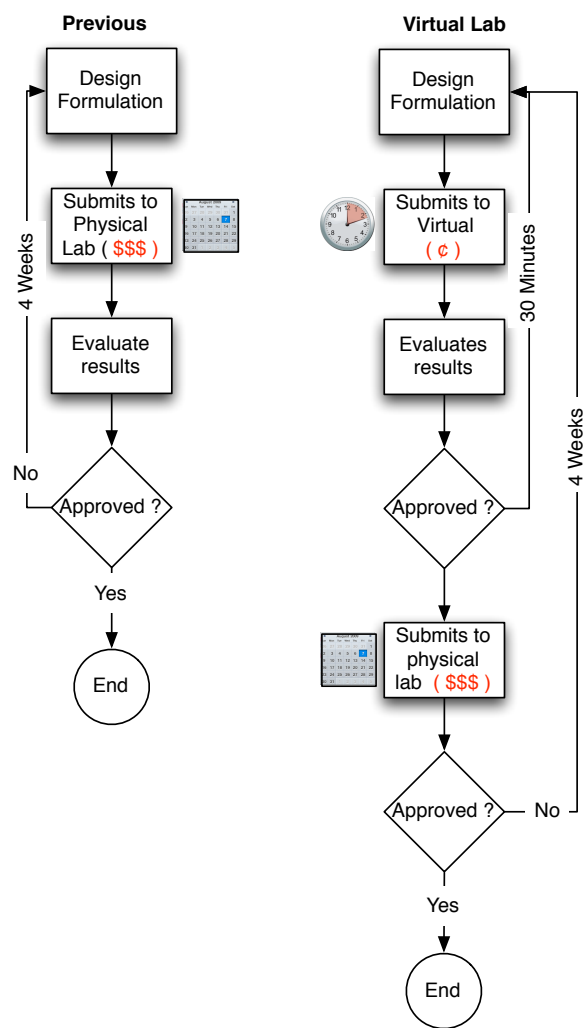 Previous
Design
Formulation
Submits to
Physical
Lab ( $$$ )
4 Weeks
Evaluate
results
No
Approved ?
Yes
End
Virtual Lab
Design
Formulation
Submits to
Virtual
( ¢ )
30 Minutes
Evaluates
results
4 Weeks
Approved ?
Submits to
physical
lab ( $$$ )
Approved ?
No
Yes
End